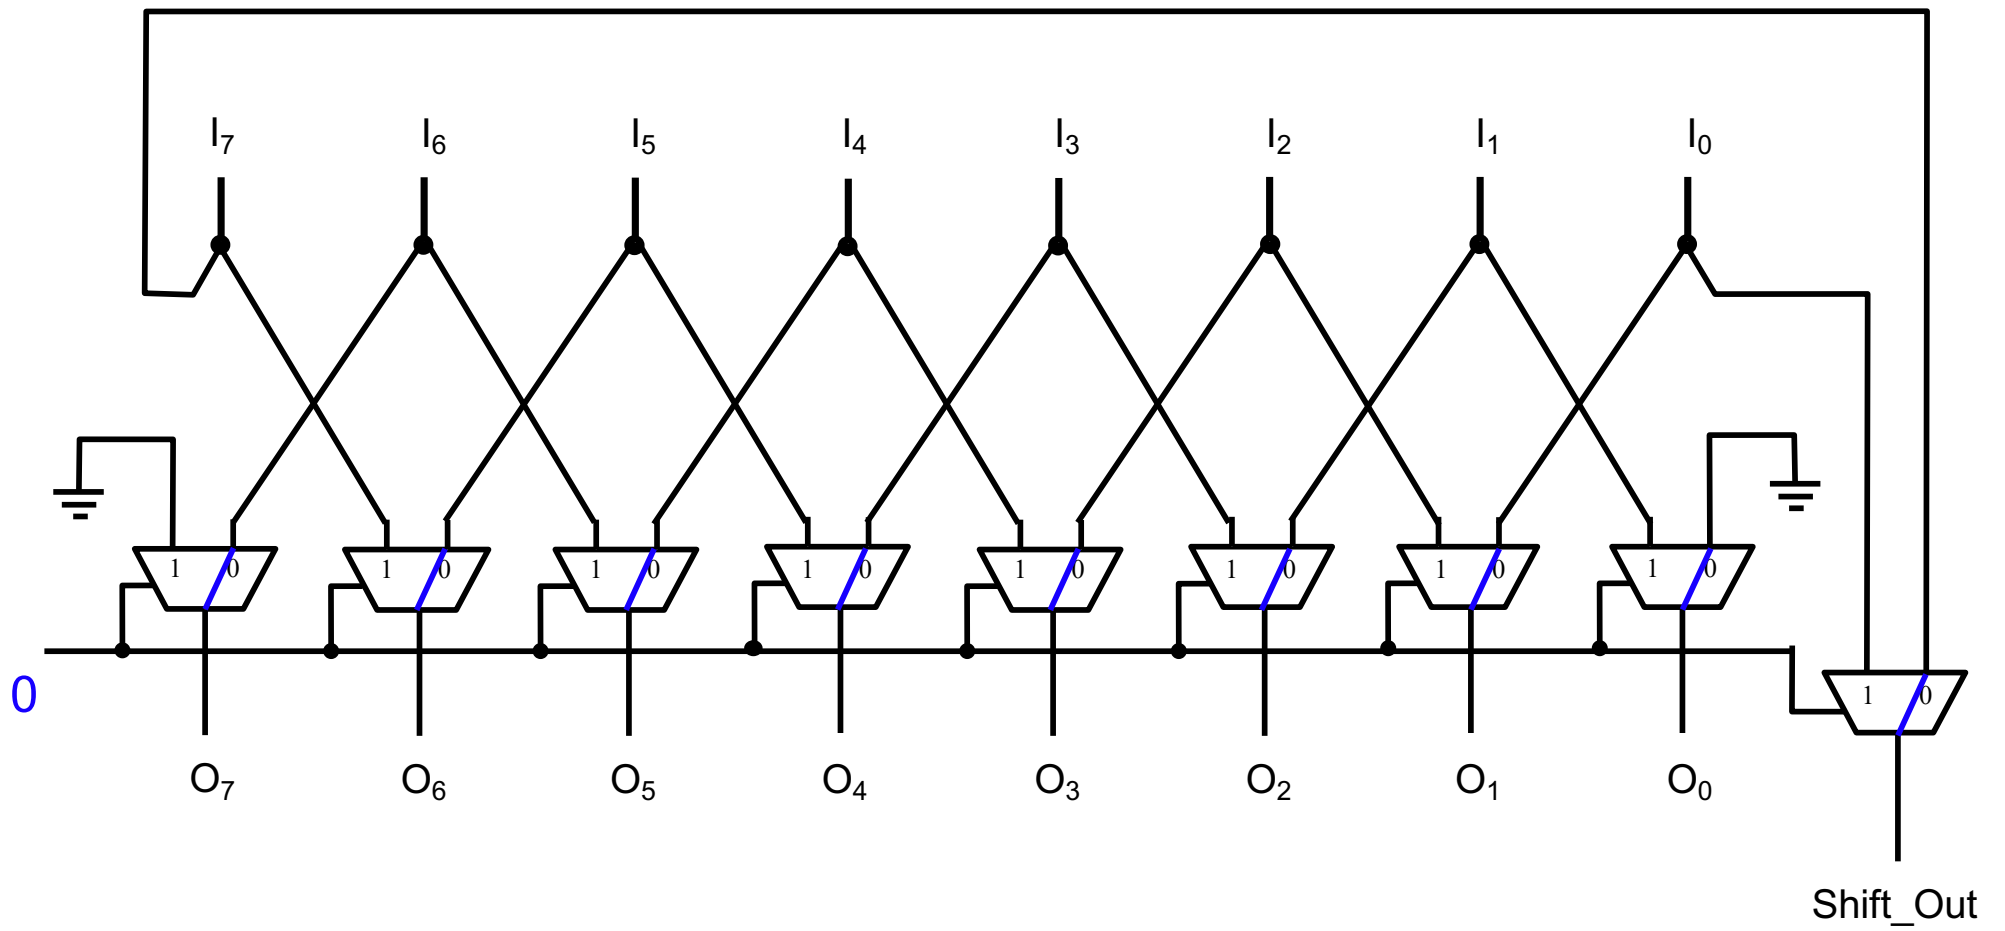 I₇ I₆ I₅ I₄ I₃ I₂ I₁ I₀
1 0 1 0 1 0 1 0 1 0 1 0 1 0 1 0
0
1 0
O₇ O₆ O₅ O₄ O₃ O₂ O₁ O₀
Shift_Out